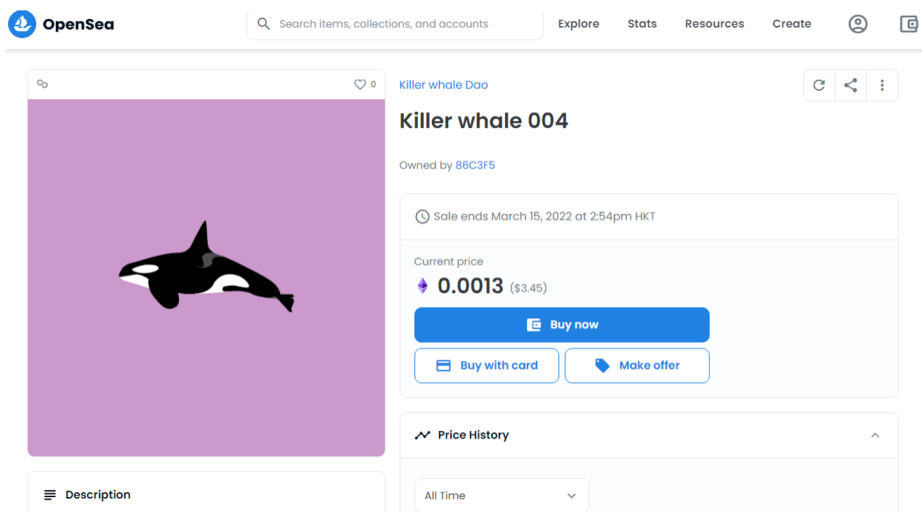 OpenSea
Search items, collections, and accounts
Explore
Stats
Resources
Create
0
Killer whale Dao
Killer whale 004
Owned by 86C3F5
Sale ends March 15, 2022 at 2:54pm HKT
Current price
0.0013 ($3.45)
Buy now
Buy with card
Make offer
Price History
All Time
Description